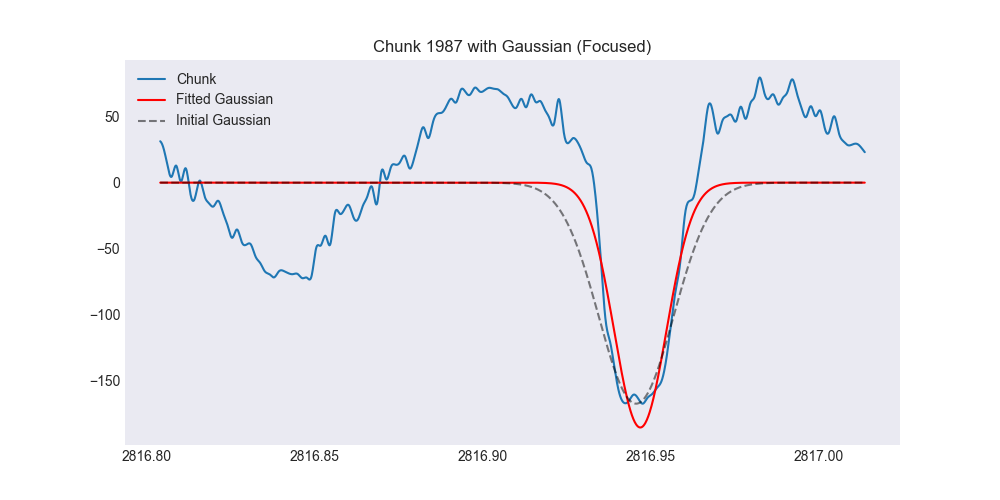 Chunk 1987 with Gaussian (Focused)
Chunk
Fitted Gaussian
Initial Gaussian
50
0
−50
−100
−150
2816.80 2816.85 2816.90 2816.95 2817.00